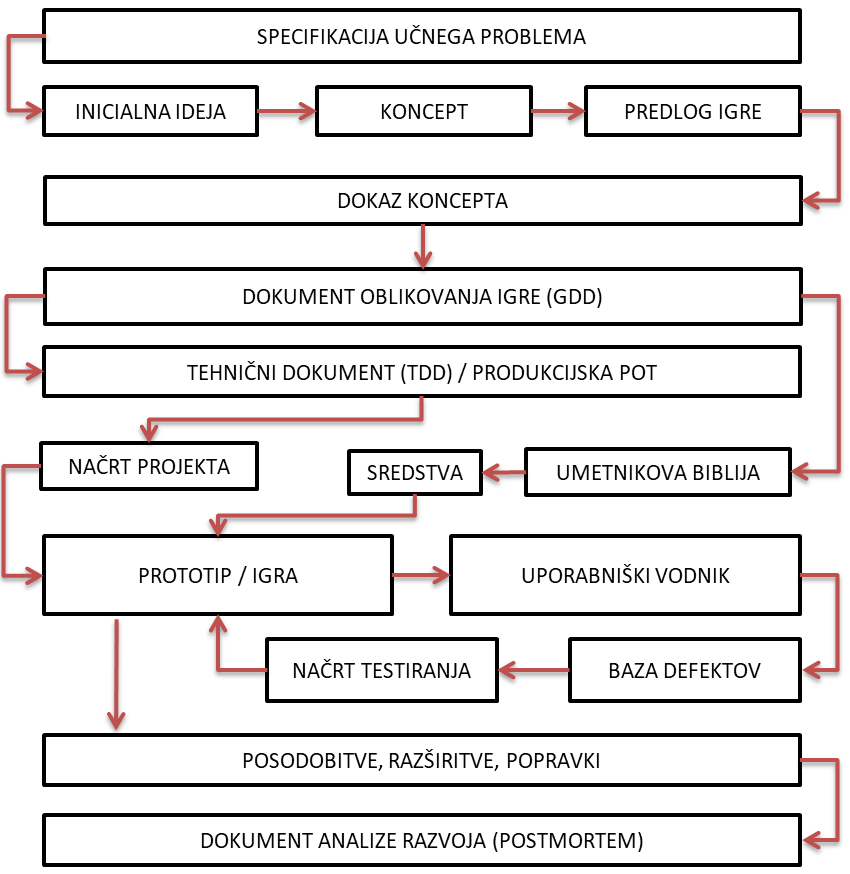 SPECIFIKACIJA UČNEGA PROBLEMA
INICIALNA IDEJA
KONCEPT
PREDLOG IGRE
DOKAZ KONCEPTA
DOKUMENT OBLIKOVANJA IGRE (GDD)
TEHNIČNI DOKUMENT (TDD) / PRODUKCIJSKA POT
NAČRT PROJEKTA
SREDSTVA
UMETNIKOVA BIBLIJA
PROTOTIP / IGRA
UPORABNIŠKI VODNIK
NAČRT TESTIRANJA
BAZA DEFEKTOV
POSODOBITVE, RAZŠIRITVE, POPRAVKI
DOKUMENT ANALIZE RAZVOJA (POSTMORTEM)